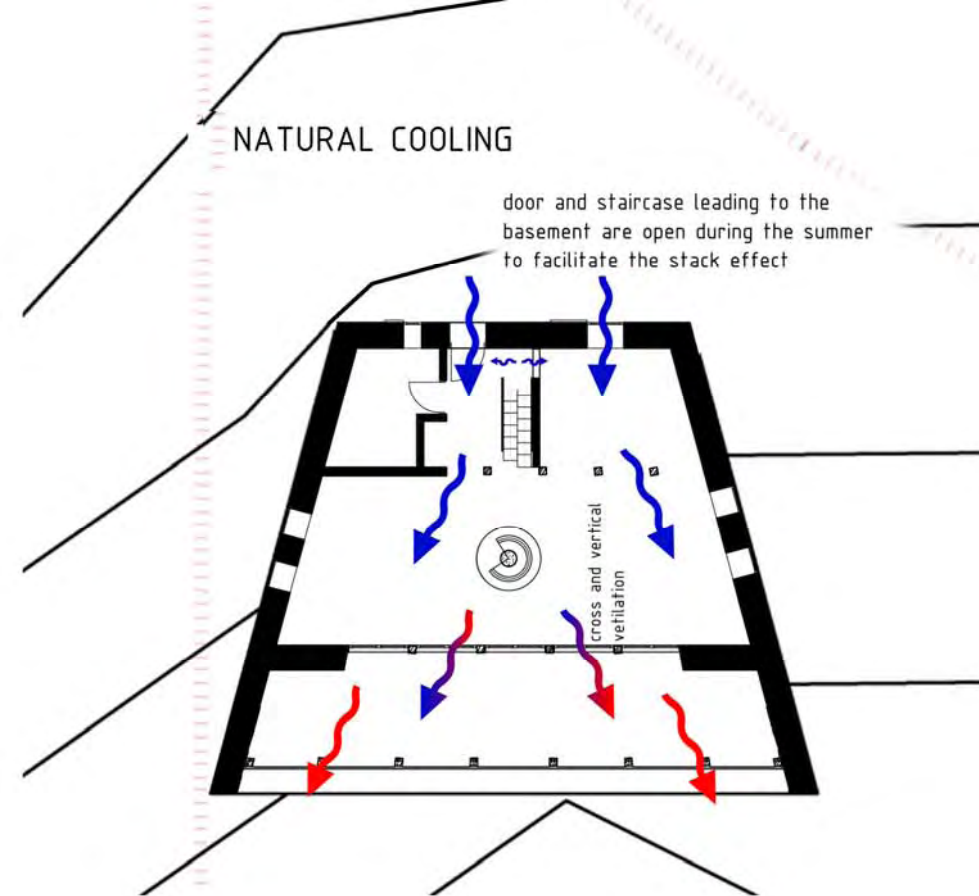 NATURAL COOLING
door and staircase leading to the
basement are open during the summer
to facilitate the stack effect
cross and vertical
vetilation